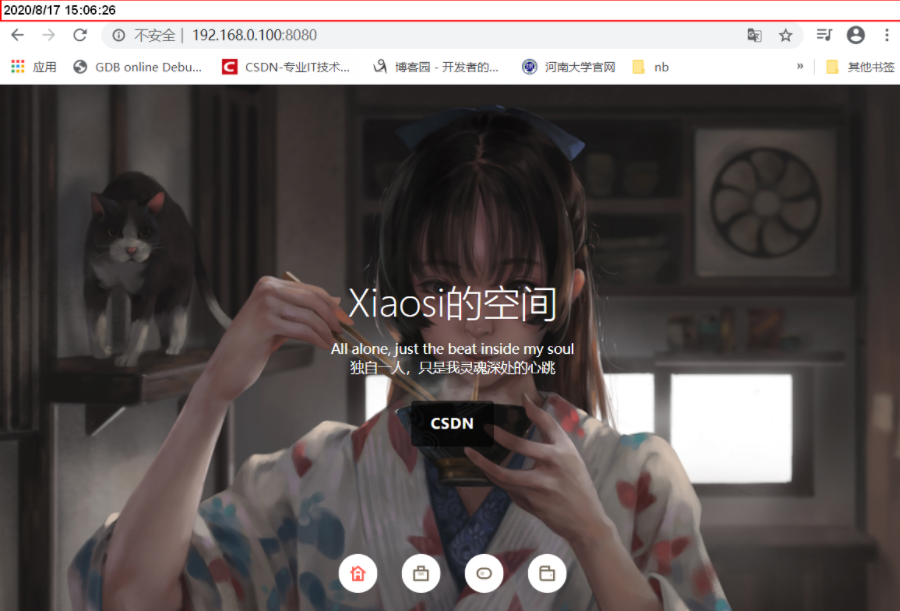 2020/8/17 15:06:26
不安全 | 192.168.0.100:8080
应用 GDB online Debu... CSDN-专业IT技术... 博客园 - 开发者的... 河南大学官网 nb » 其他书签
Xiaosi的空间
All alone, just the beat inside my soul
独自一人，只是我灵魂深处的心跳
CSDN